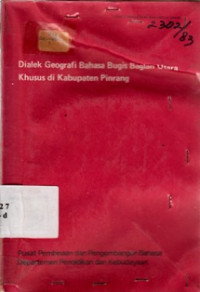 2302/
83
Dialek Geografi Bahasa Bugis Bagian Utara
Khusus di Kabupaten Pinrang
27
-d
Pusat Pembinaan dan Pengembangan Bahasa
Departemen Pendidikan dan Kebudayaan